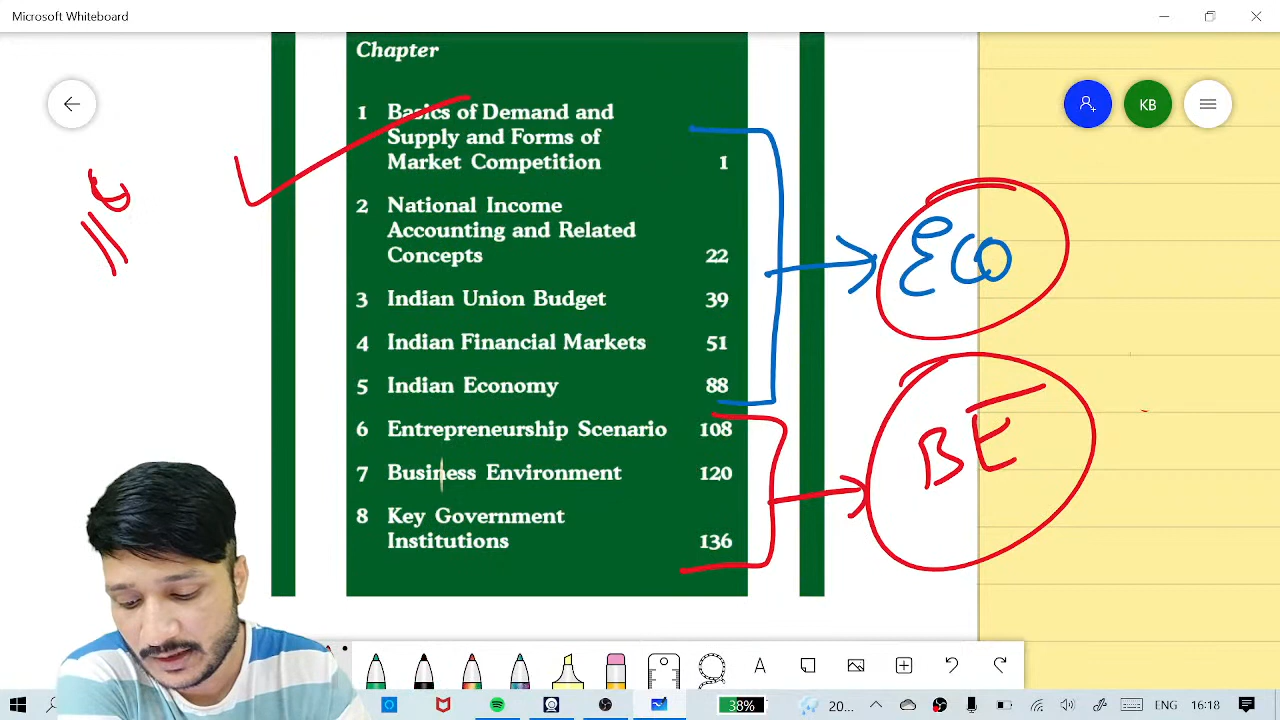 Microsoft Whiteboard
Chapter
KB
1 Basics of Demand and
Supply and Forms of
Market Competition 1
2 National Income
Accounting and Related
Concepts 22
ECO
3 Indian Union Budget 39
4 Indian Financial Markets 51
5 Indian Economy 88
6 Entrepreneurship Scenario 108
BE
7 Business Environment 120
8 Key Government
Institutions 136
A
38% 20... ENG 18:18